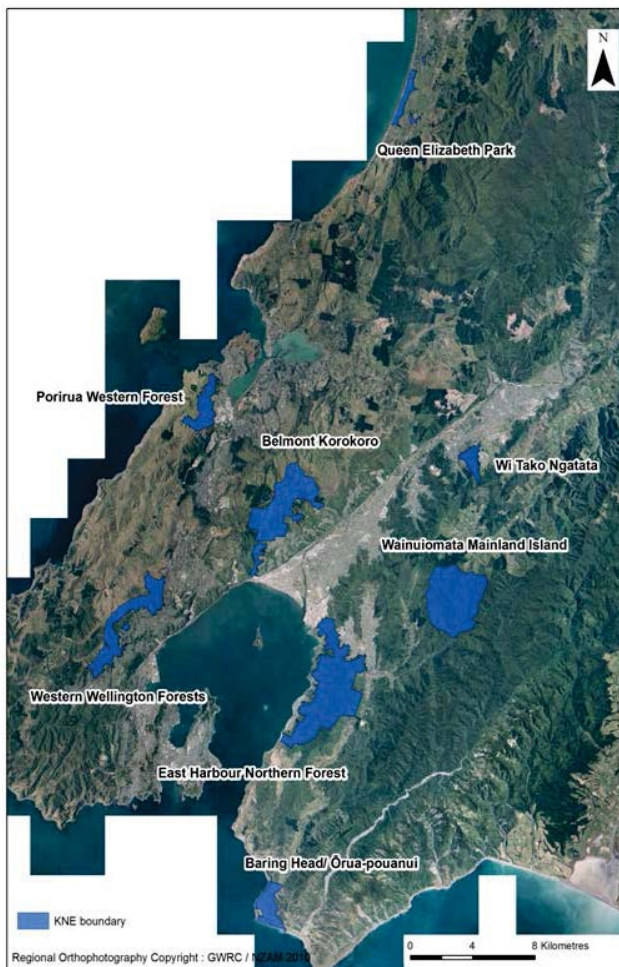 N
Queen Elizabeth Park
Porirua Western Forest
Belmont Korokoro
Wi Tako Ngatata
Wainuiomata Mainland Island
Western Wellington Forests
East Harbour Northern Forest
Baring Head/ Ōrua-pouanui
KNE boundary
0 4 8 Kilometres
Regional Orthophotography Copyright : GWRC / NZAM 2010